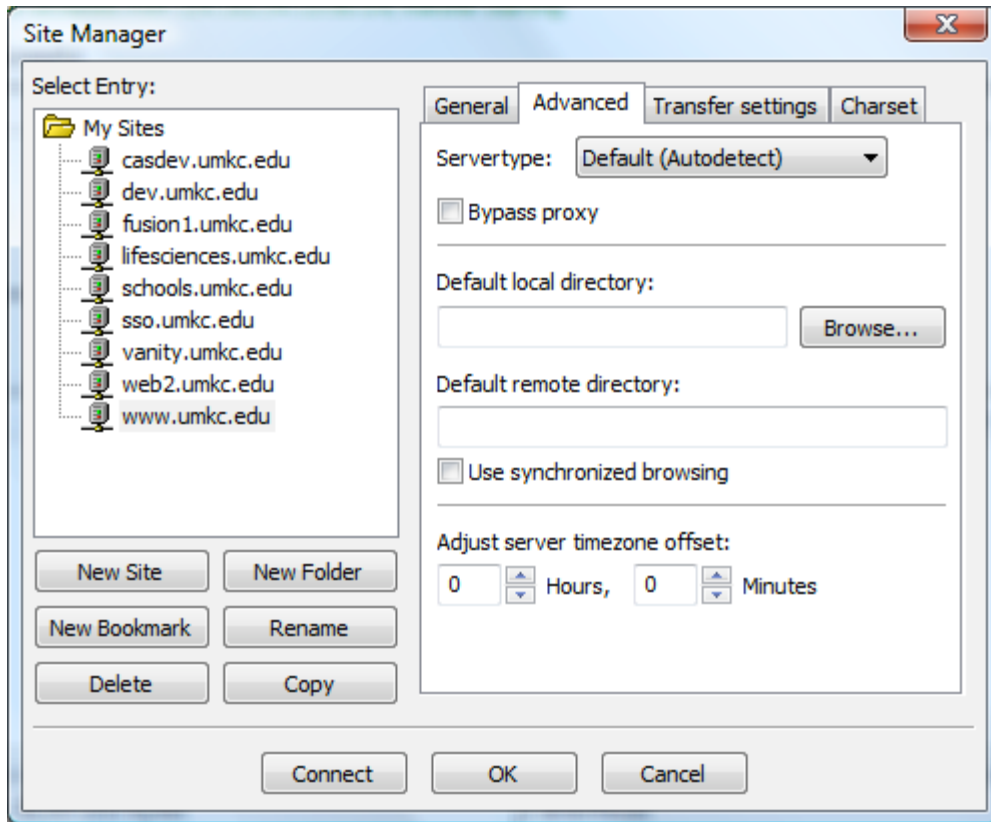 Site Manager
Select Entry:
My Sites
casdev.umkc.edu
dev.umkc.edu
fusion1.umkc.edu
lifesciences.umkc.edu
schools.umkc.edu
sso.umkc.edu
vanity.umkc.edu
web2.umkc.edu
www.umkc.edu
New Site New Folder
New Bookmark Rename
Delete Copy
General Advanced Transfer settings Charset
Servertype: Default (Autodetect)
Bypass proxy
Default local directory:
Browse...
Default remote directory:
Use synchronized browsing
Adjust server timezone offset:
0 Hours, 0 Minutes
Connect OK Cancel